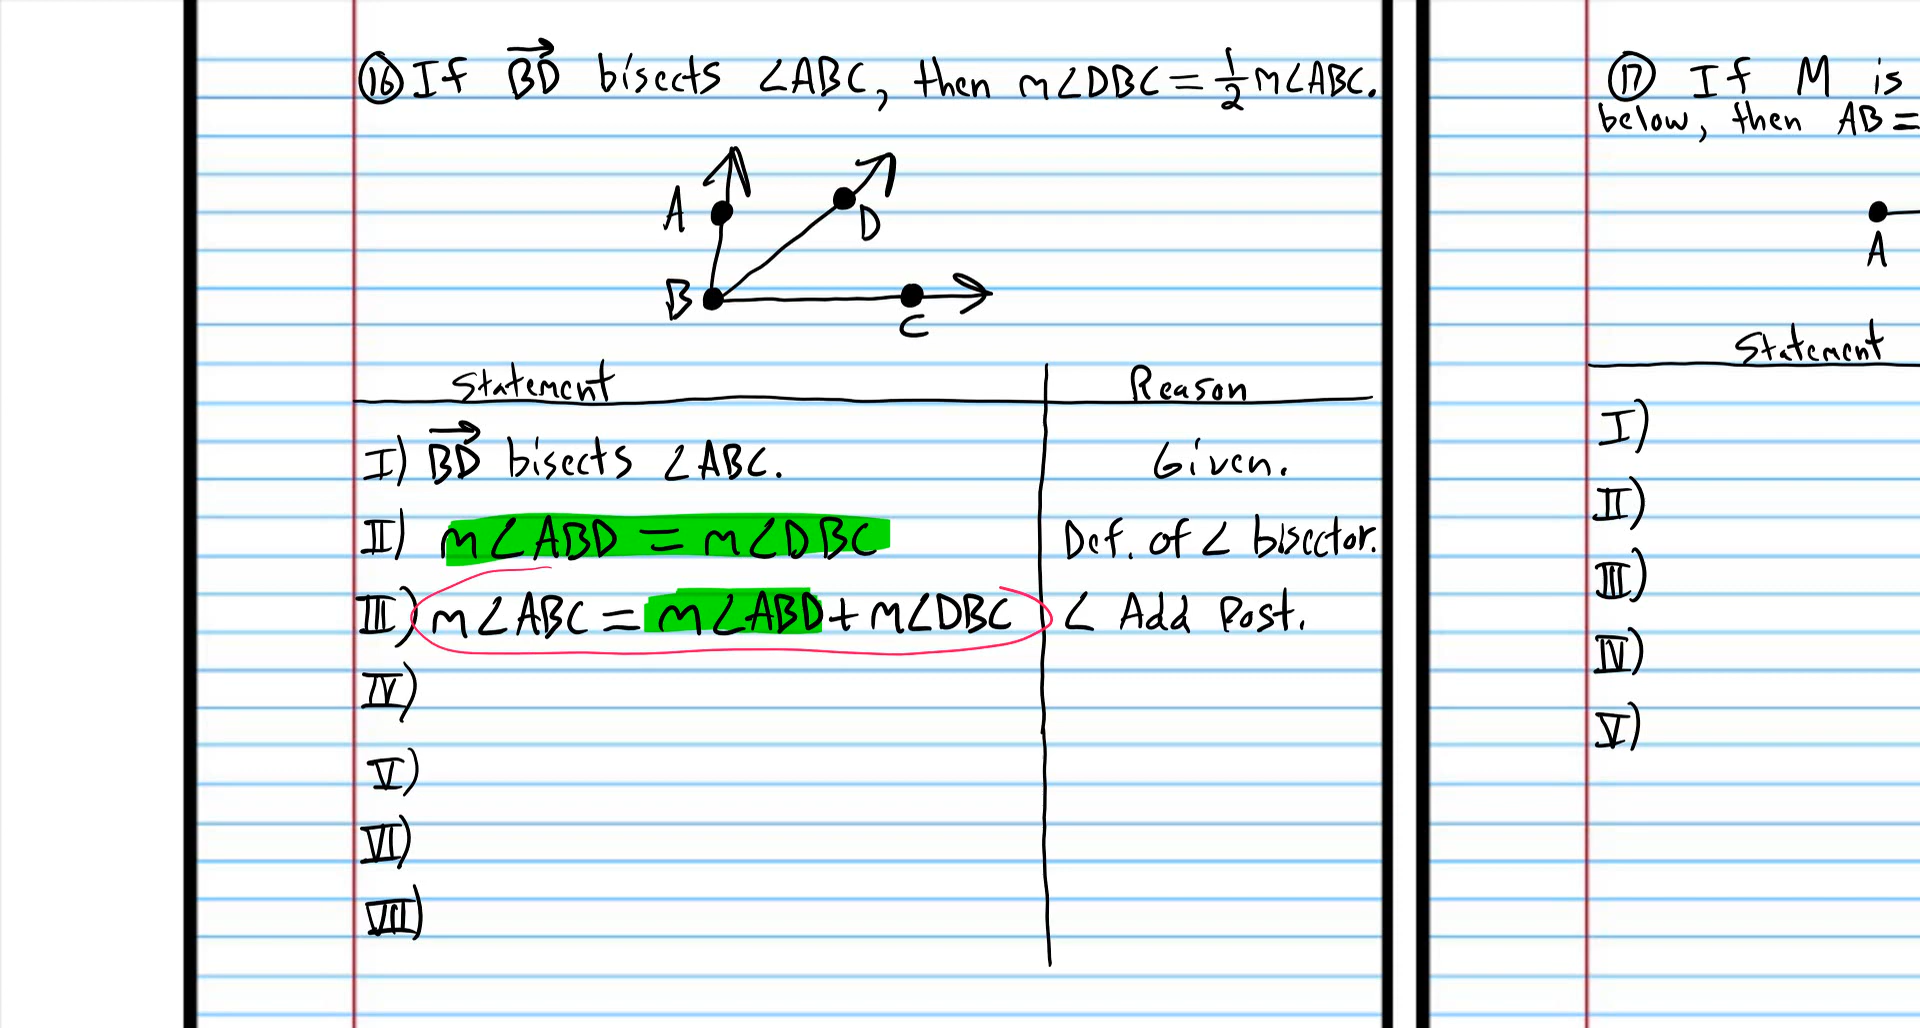 ⑯ If BD bisects ∠ABC, then m∠DBC = 1/2 m∠ABC.
A
D
B
C
Statement Reason
I) BD bisects ∠ABC. Given.
II) m∠ABD = m∠DBC Def. of ∠ bisector.
III) m∠ABC = m∠ABD + m∠DBC ∠ Add Post.
IV)
V)
VI)
VII)
⑰ If M is
below, then AB =
A
Statement
I)
II)
III)
IV)
V)